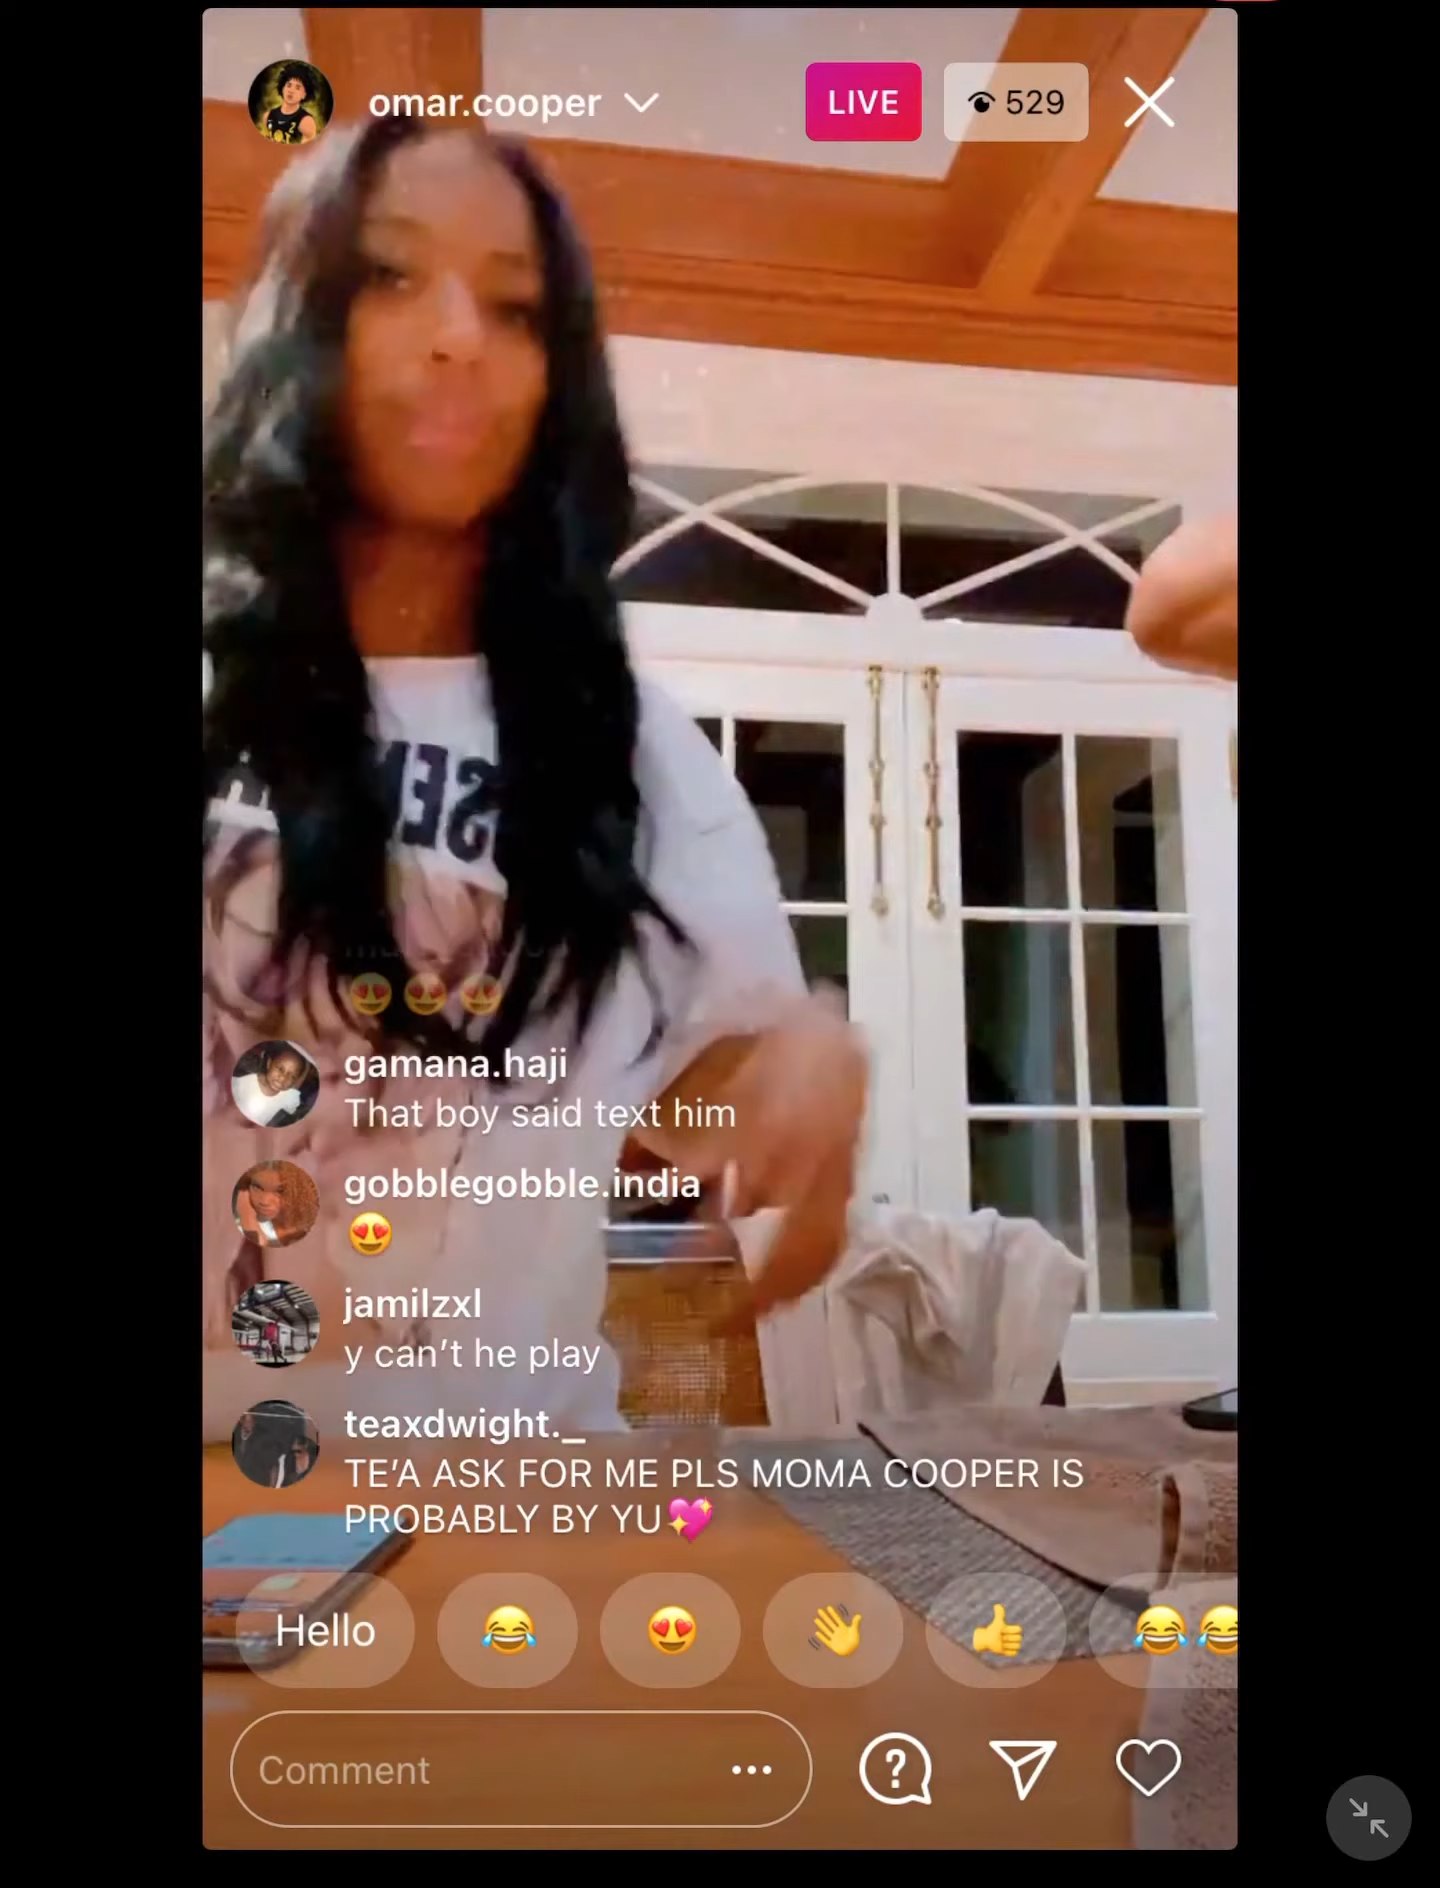 omar.cooper
LIVE
529
SE
😍 😍 😍
gamana.haji
That boy said text him
gobblegobble.india
😍
jamilzxl
y can’t he play
teaxdwight._
TE’A ASK FOR ME PLS MOMA COOPER IS
PROBABLY BY YU💖
Hello 😂 😍 👋 👍 😂😂
Comment